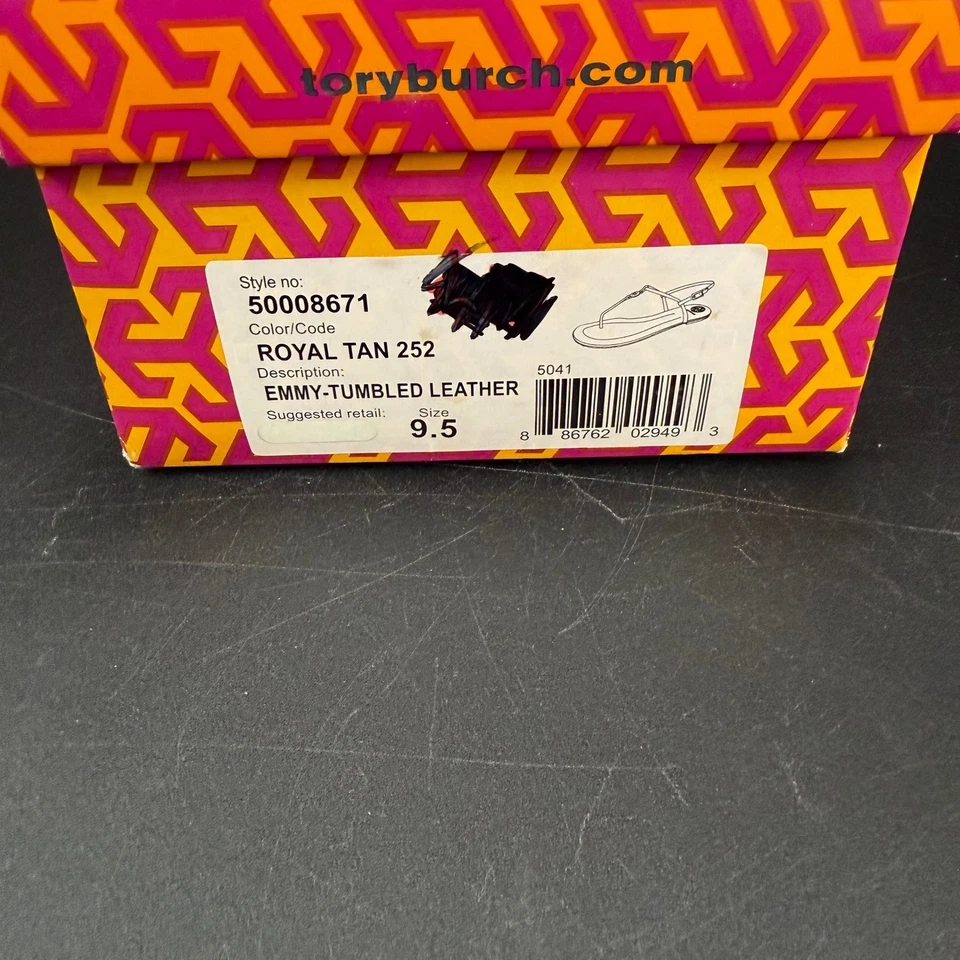 toryburch.com
Style no:
50008671
Color/Code
ROYAL TAN 252
Description:
EMMY-TUMBLED LEATHER
Suggested retail: Size
9.5
5041
8 86762 02949 3